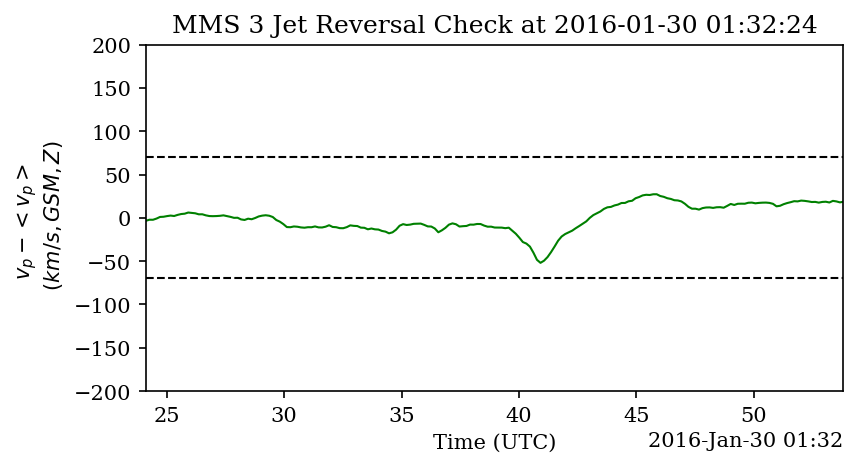 MMS 3 Jet Reversal Check at 2016-01-30 01:32:24
200
150
100
50
0
−50
−100
−150
−200
v_p − < v_p >
(km/s, GSM, Z)
25 30 35 40 45 50
Time (UTC)
2016-Jan-30 01:32